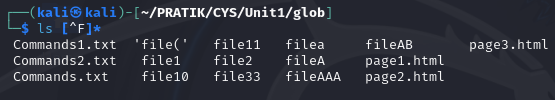 ┌──(kali㉿kali)-[~/PRATIK/CYS/Unit1/glob]
└─$ ls [^F]*
Commands1.txt  'file('   file11   filea     fileAB       page3.html
Commands2.txt   file1    file2    fileA     page1.html
Commands.txt    file10   file33   fileAAA   page2.html